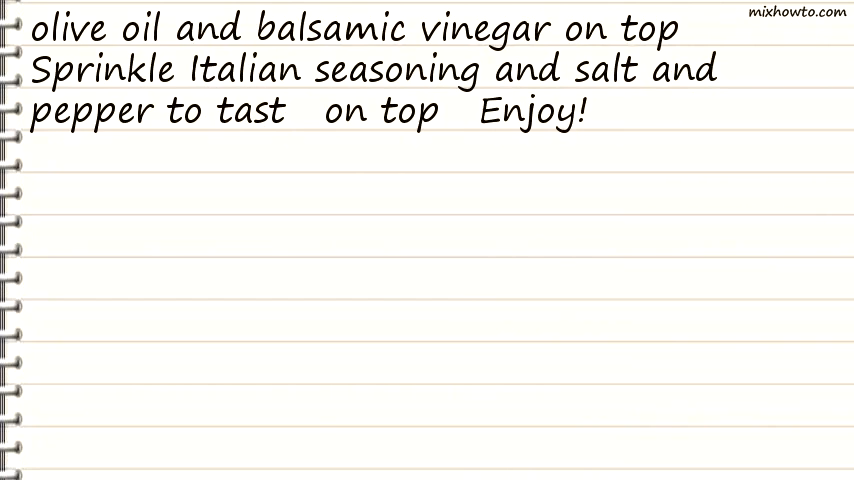 mixhowto.com
olive oil and balsamic vinegar on top
Sprinkle Italian seasoning and salt and
pepper to tast on top Enjoy!